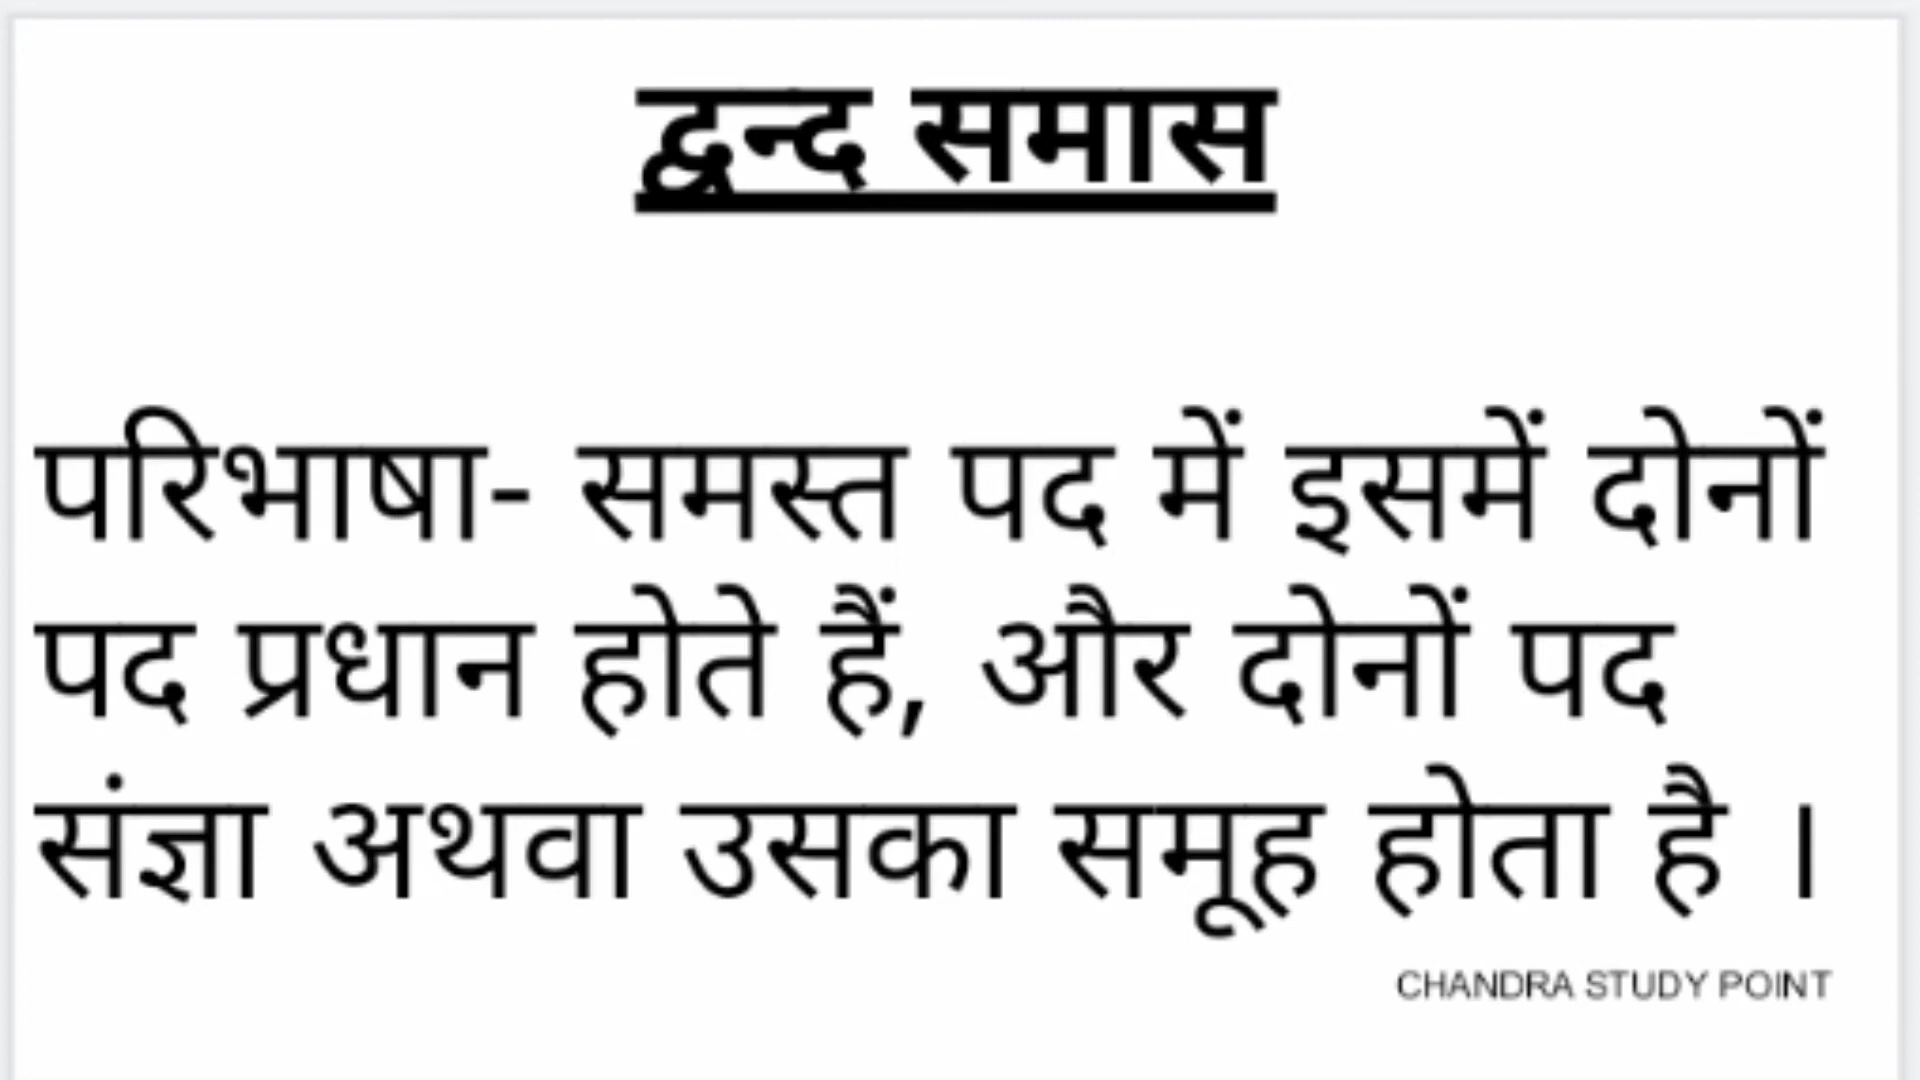 द्वन्द समास
परिभाषा- समस्त पद में इसमें दोनों
पद प्रधान होते हैं, और दोनों पद
संज्ञा अथवा उसका समूह होता है ।
CHANDRA STUDY POINT